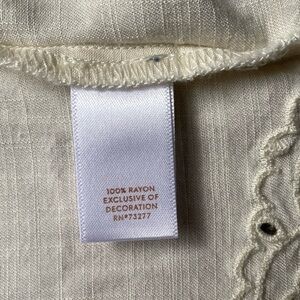 100% RAYON
EXCLUSIVE OF
DECORATION
RN#73277